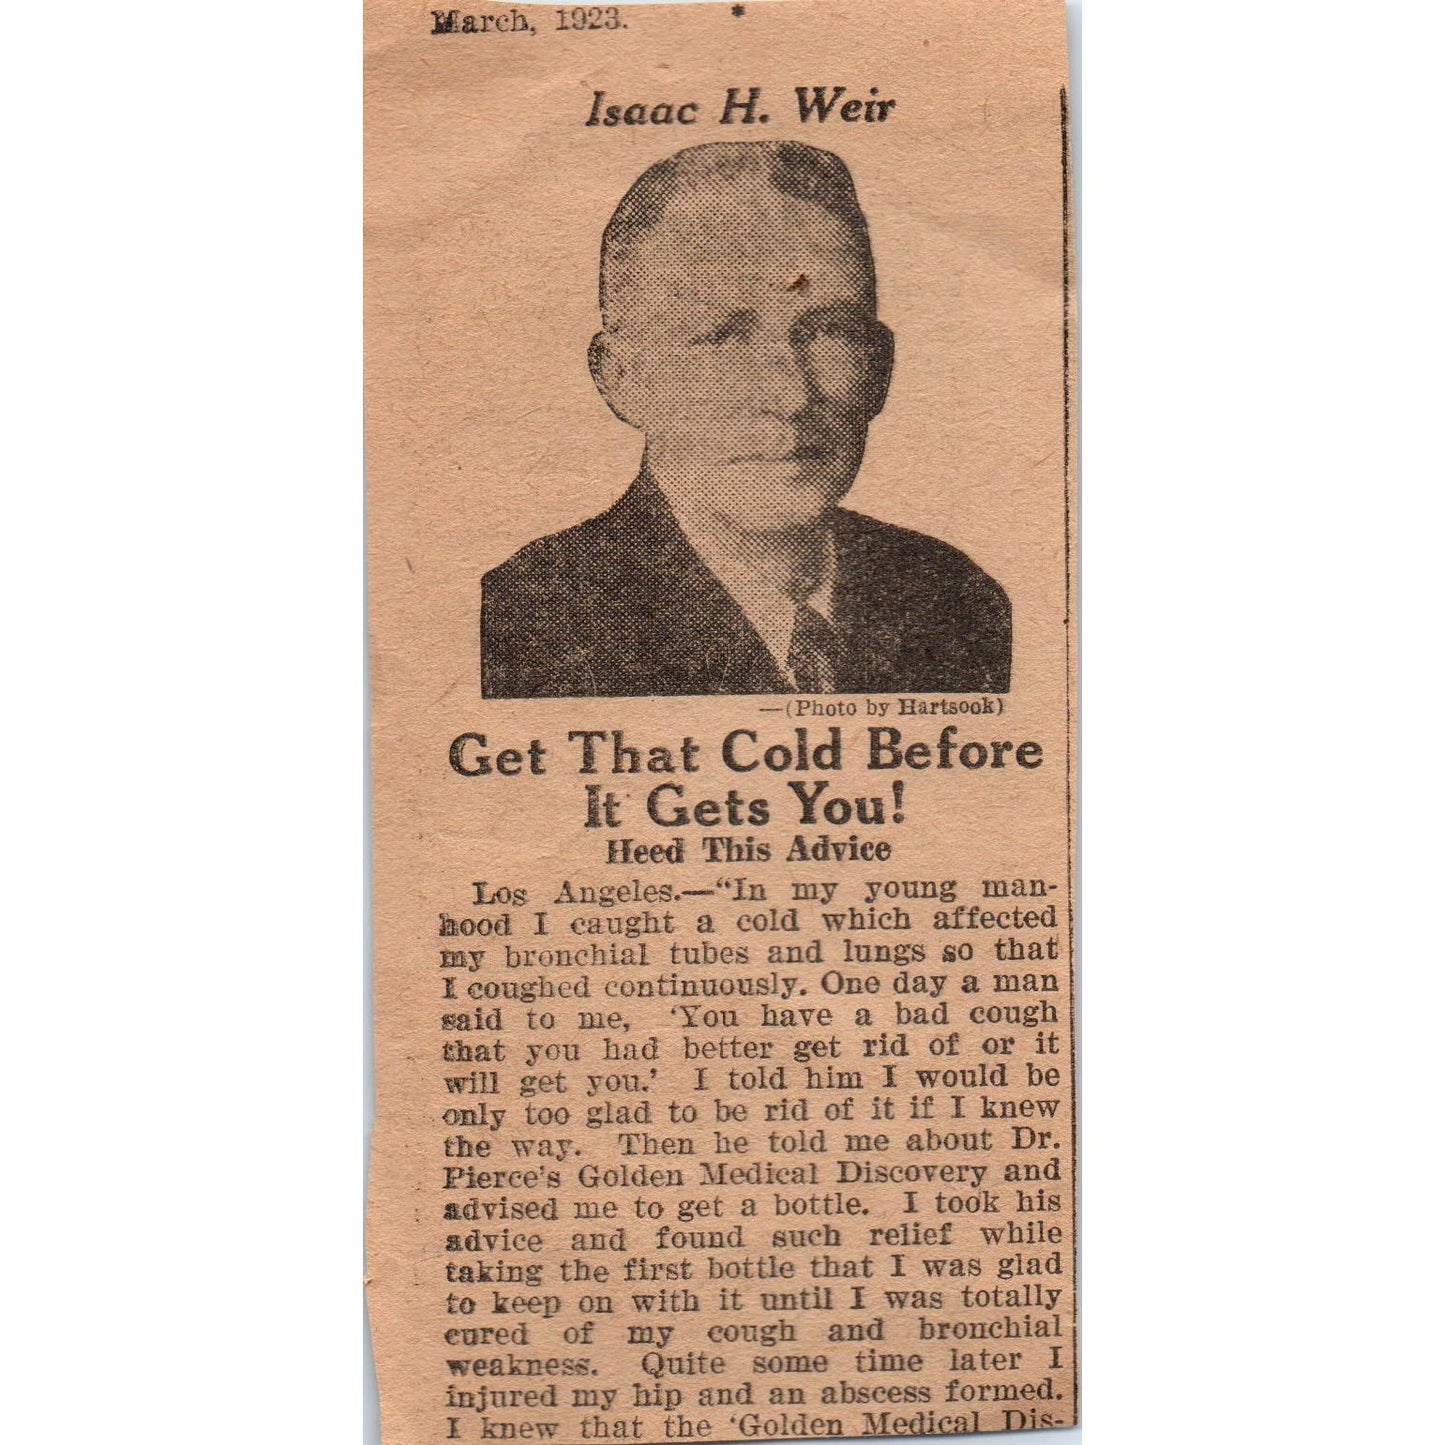 March, 1923.
Isaac H. Weir
—(Photo by Hartsook)
Get That Cold Before
It Gets You!
Heed This Advice
Los Angeles.—“In my young man-
hood I caught a cold which affected
my bronchial tubes and lungs so that
I coughed continuously. One day a man
said to me, ‘You have a bad cough
that you had better get rid of or it
will get you.’ I told him I would be
only too glad to be rid of it if I knew
the way. Then he told me about Dr.
Pierce’s Golden Medical Discovery and
advised me to get a bottle. I took his
advice and found such relief while
taking the first bottle that I was glad
to keep on with it until I was totally
cured of my cough and bronchial
weakness. Quite some time later I
injured my hip and an abscess formed.
I knew that the ‘Golden Medical Dis-